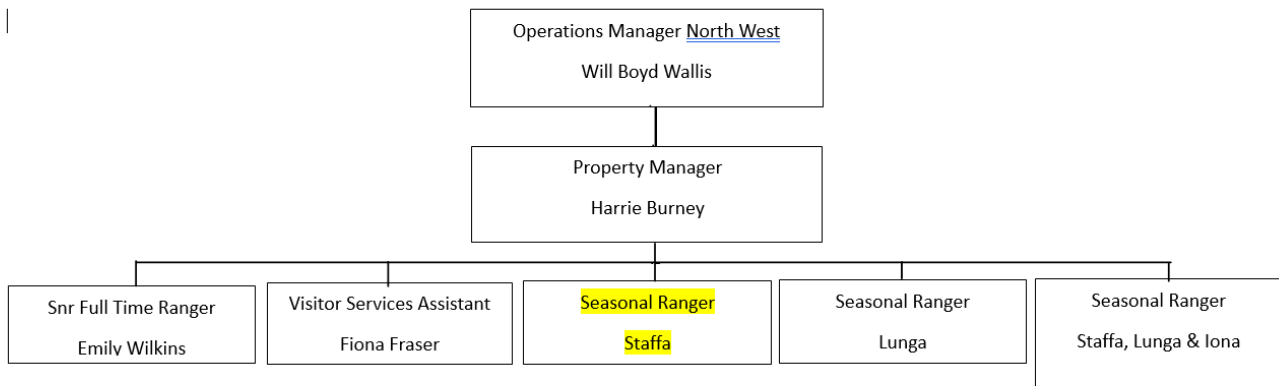 Operations Manager North West
Will Boyd Wallis
Property Manager
Harrie Burney
Snr Full Time Ranger
Emily Wilkins
Visitor Services Assistant
Fiona Fraser
Seasonal Ranger
Staffa
Seasonal Ranger
Lunga
Seasonal Ranger
Staffa, Lunga & Iona